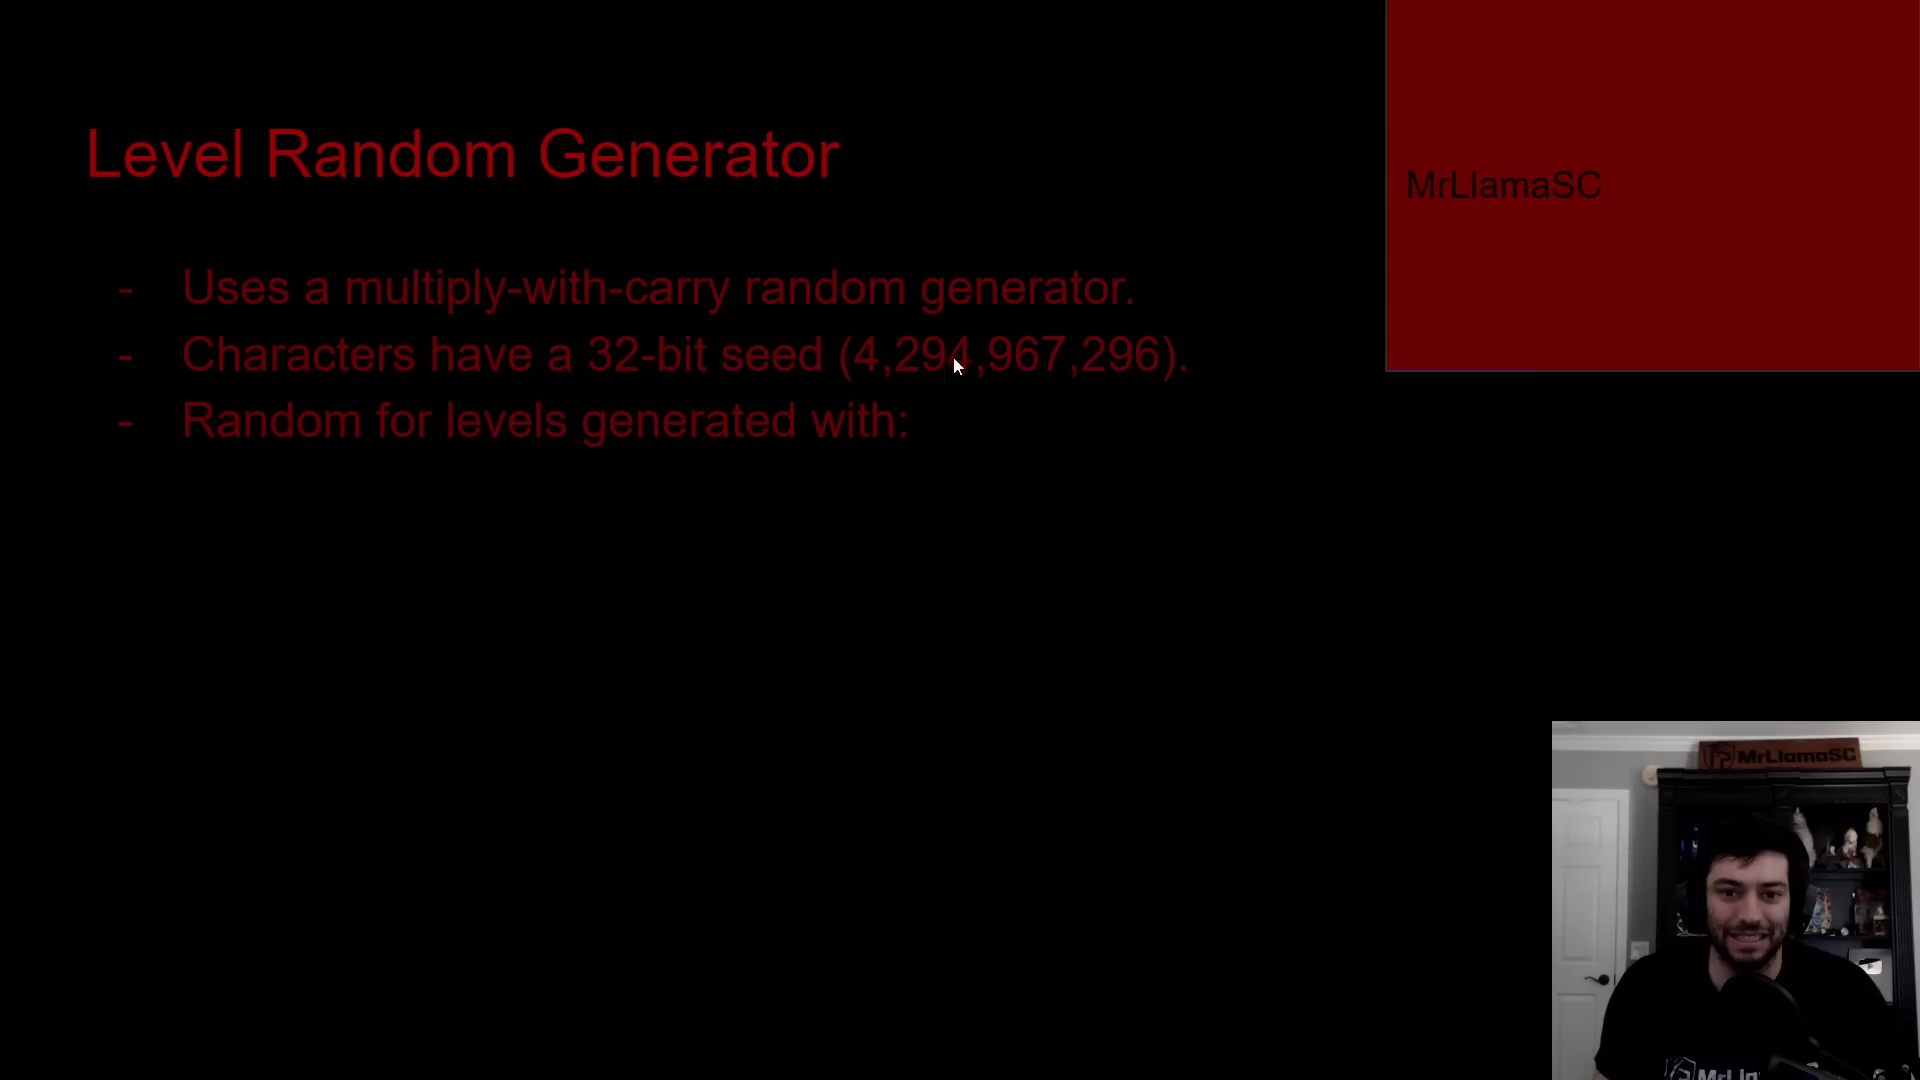 Level Random Generator
MrLlamaSC
- Uses a multiply-with-carry random generator.
- Characters have a 32-bit seed (4,294,967,296).
- Random for levels generated with:
MrLlamaSC